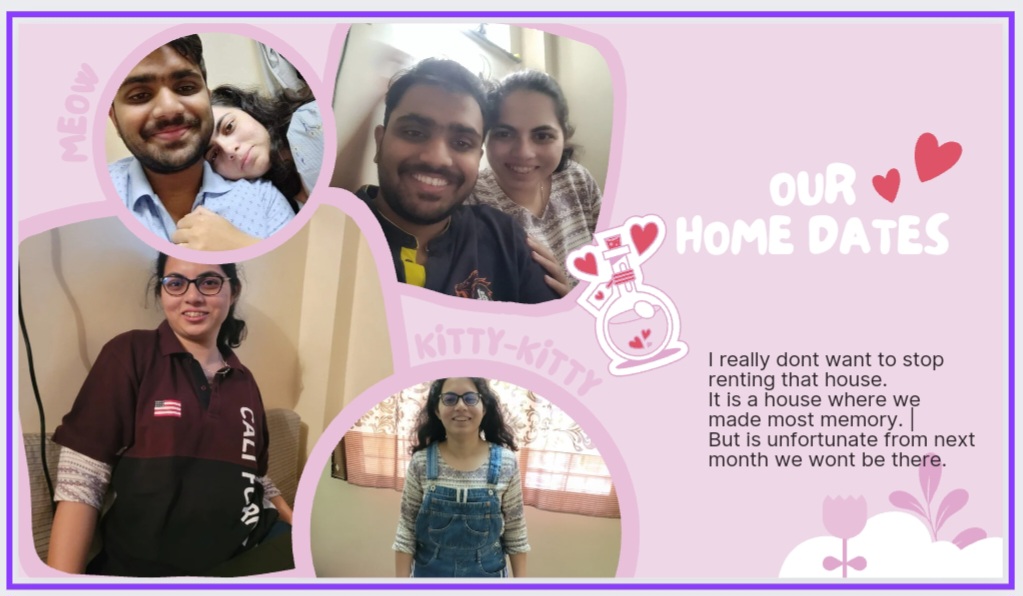 MEOW
OUR
HOME DATES
KiTTY-KiTTY
I really dont want to stop
renting that house.
It is a house where we
made most memory.
But is unfortunate from next
month we wont be there.